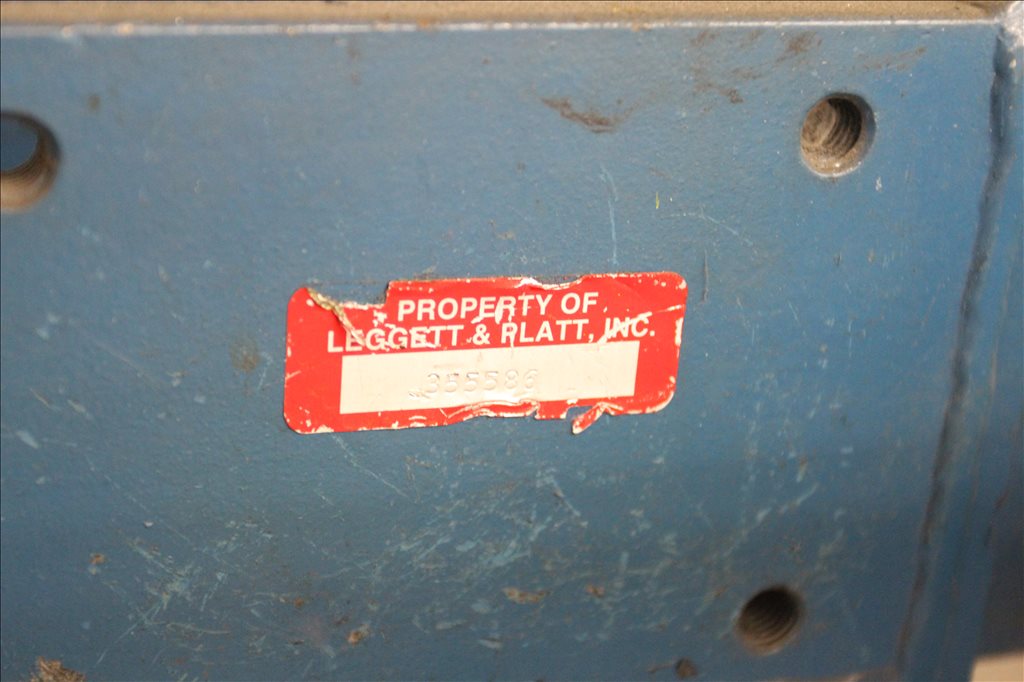 PROPERTY OF
LEGGETT & PLATT, INC.
355586